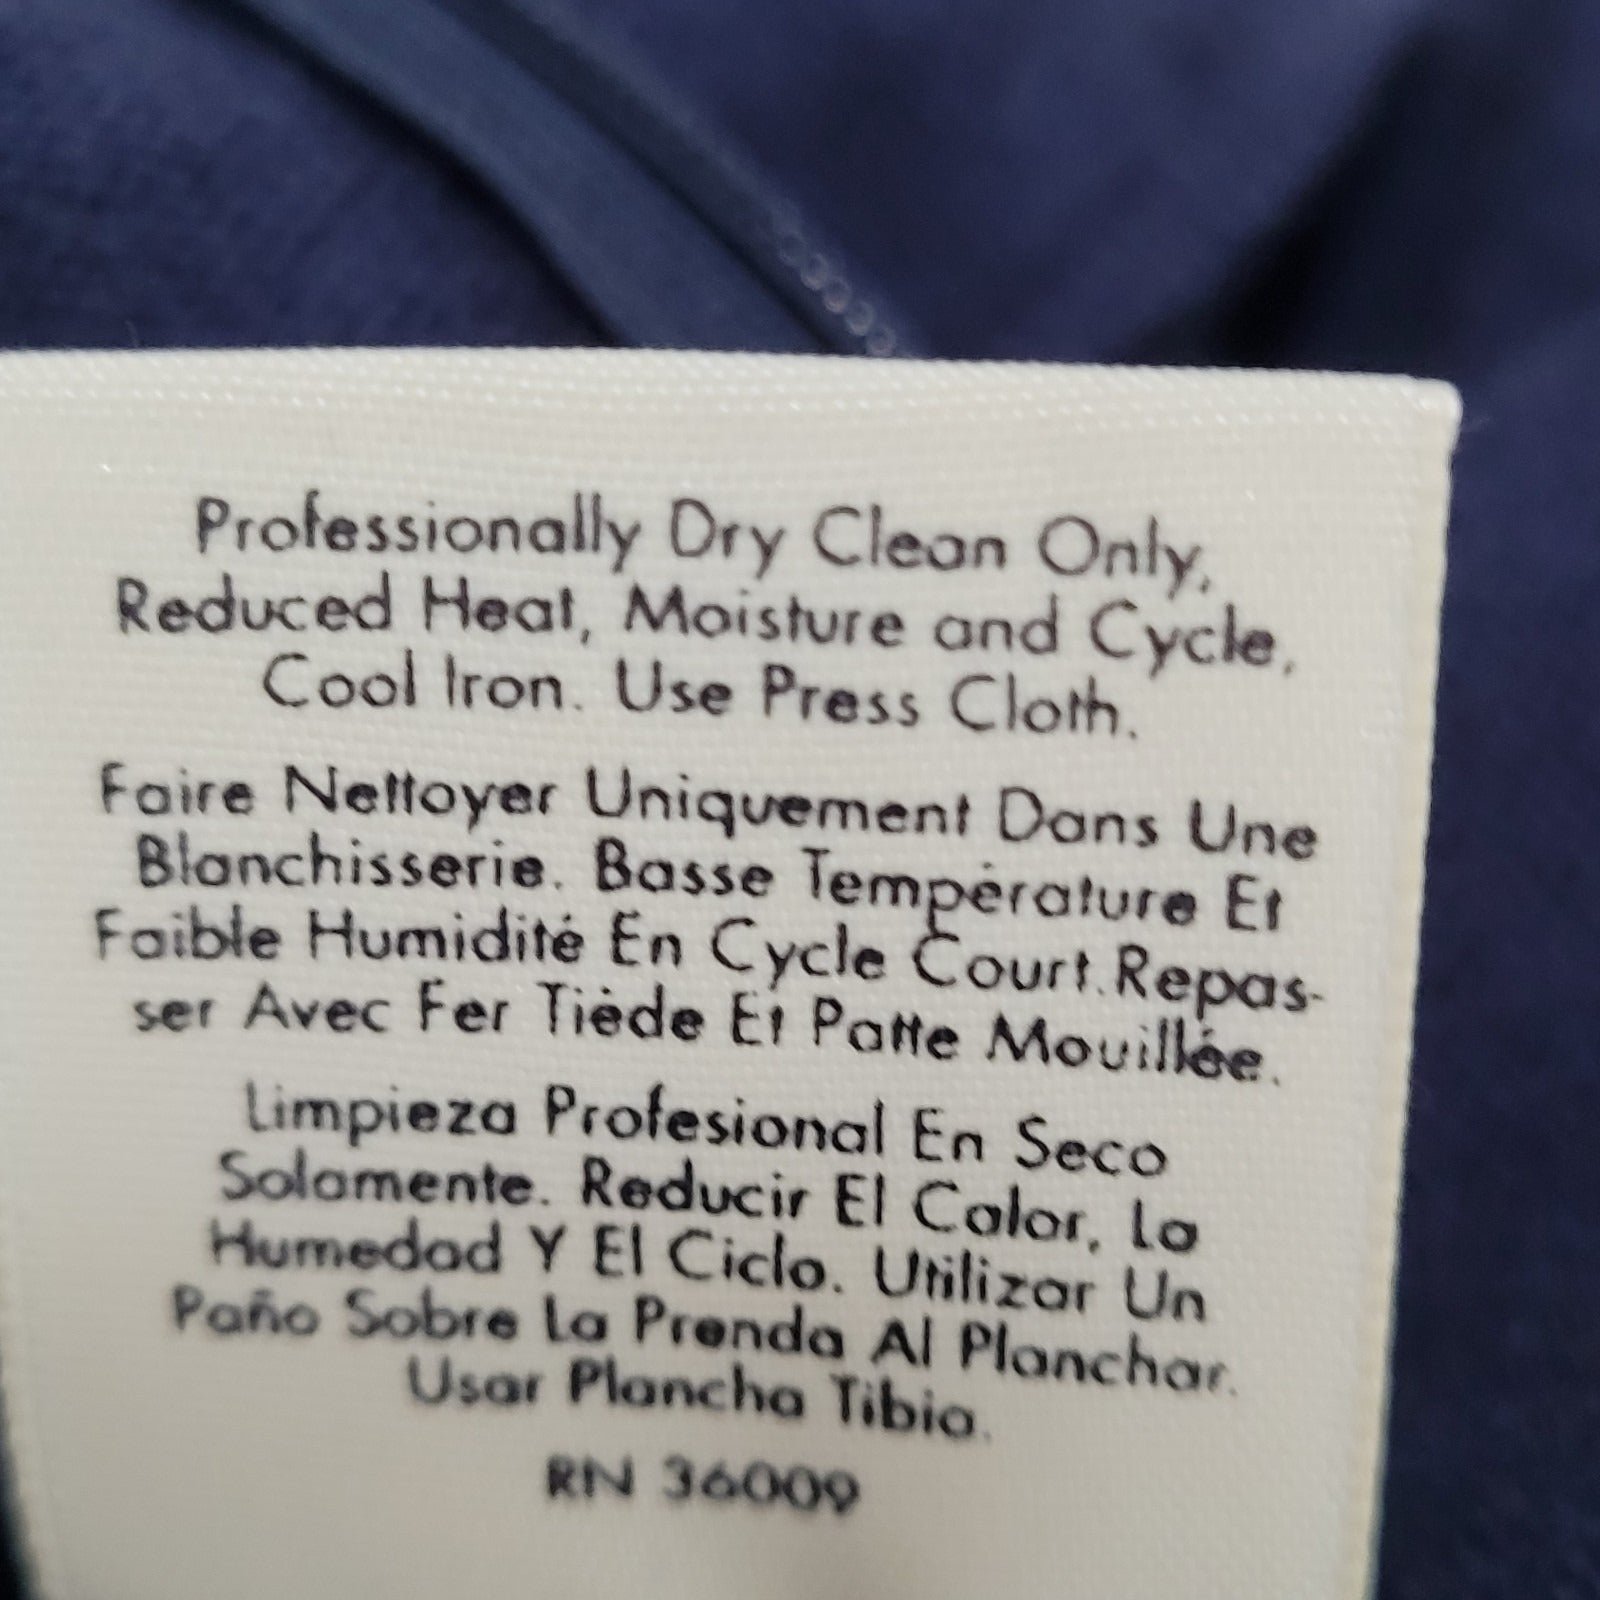 Professionally Dry Clean Only,
Reduced Heat, Moisture and Cycle,
Cool Iron. Use Press Cloth.
Faire Nettoyer Uniquement Dans Une
Blanchisserie. Basse Température Et
Faible Humidité En Cycle Court.Repas-
ser Avec Fer Tiède Et Patte Mouillée.
Limpieza Profesional En Seco
Solamente. Reducir El Calor, La
Humedad Y El Ciclo. Utilizar Un
Paño Sobre La Prenda Al Planchar.
Usar Plancha Tibia.
RN 36009